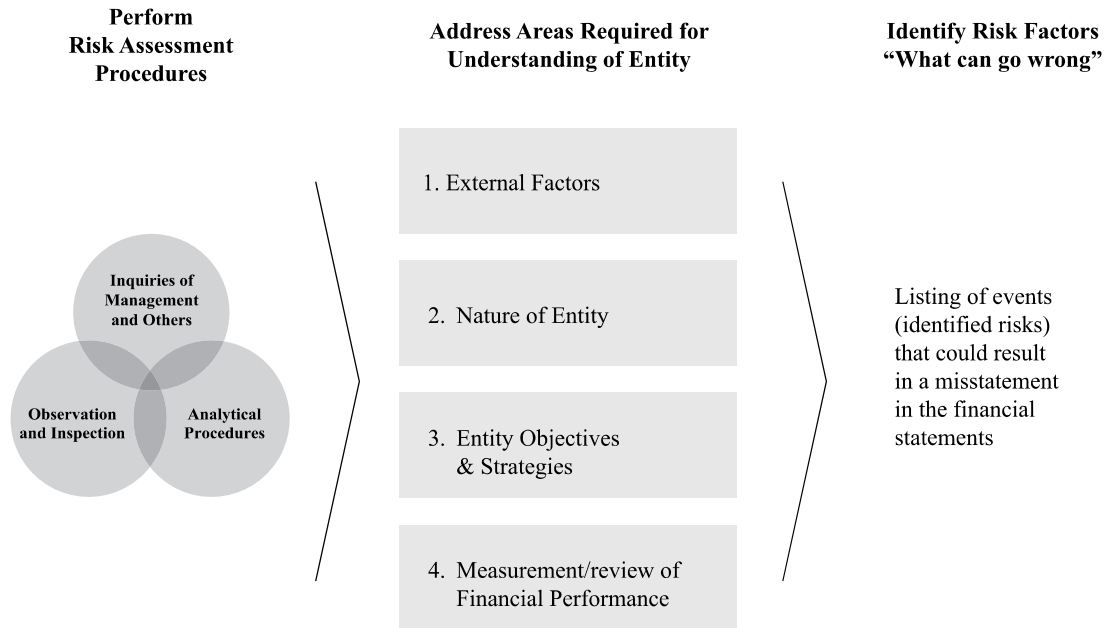 Perform
Risk Assessment
Procedures
Address Areas Required for
Understanding of Entity
Identify Risk Factors
“What can go wrong”
Inquiries of
Management
and Others
Observation
and Inspection
Analytical
Procedures
1. External Factors
2. Nature of Entity
3. Entity Objectives
& Strategies
4. Measurement/review of
Financial Performance
Listing of events
(identified risks)
that could result
in a misstatement
in the financial
statements